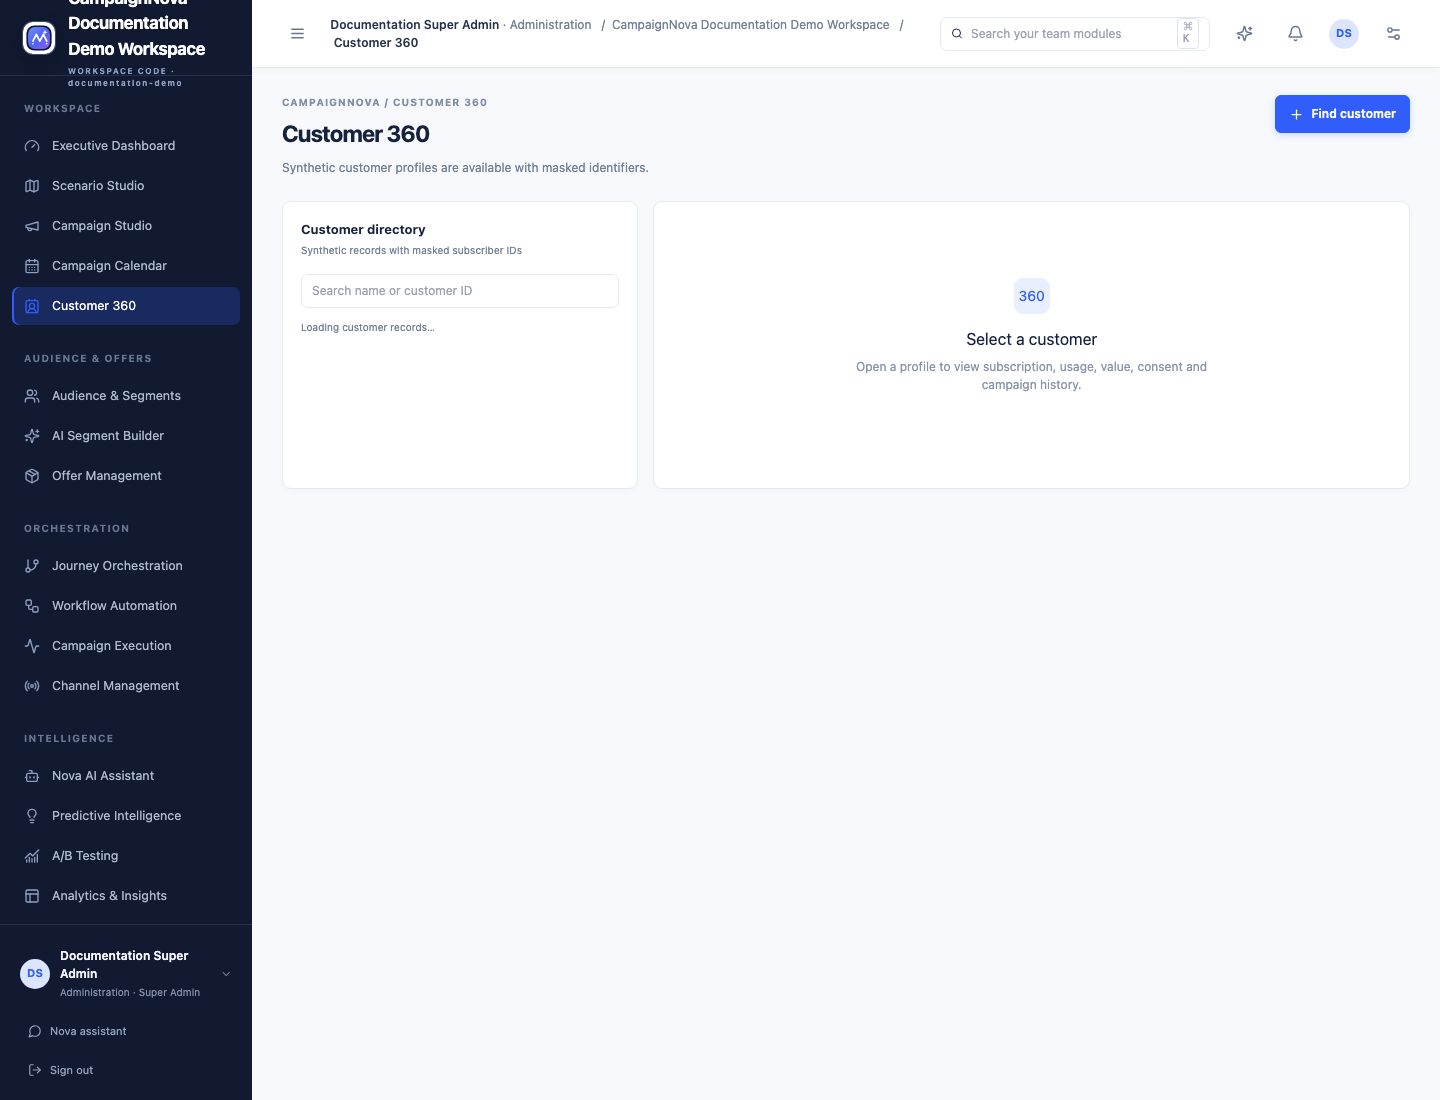 CampaignNova
Documentation
Demo Workspace
WORKSPACE CODE ·
documentation-demo
WORKSPACE
Executive Dashboard
Scenario Studio
Campaign Studio
Campaign Calendar
Customer 360
AUDIENCE & OFFERS
Audience & Segments
AI Segment Builder
Offer Management
ORCHESTRATION
Journey Orchestration
Workflow Automation
Campaign Execution
Channel Management
INTELLIGENCE
Nova AI Assistant
Predictive Intelligence
A/B Testing
Analytics & Insights
DS
Documentation Super
Admin
Administration · Super Admin
Nova assistant
Sign out
Documentation Super Admin · Administration / CampaignNova Documentation Demo Workspace /
Customer 360
Search your team modules
⌘
K
DS
CAMPAIGNNOVA / CUSTOMER 360
Customer 360
Synthetic customer profiles are available with masked identifiers.
Find customer
Customer directory
Synthetic records with masked subscriber IDs
Search name or customer ID
Loading customer records...
360
Select a customer
Open a profile to view subscription, usage, value, consent and
campaign history.